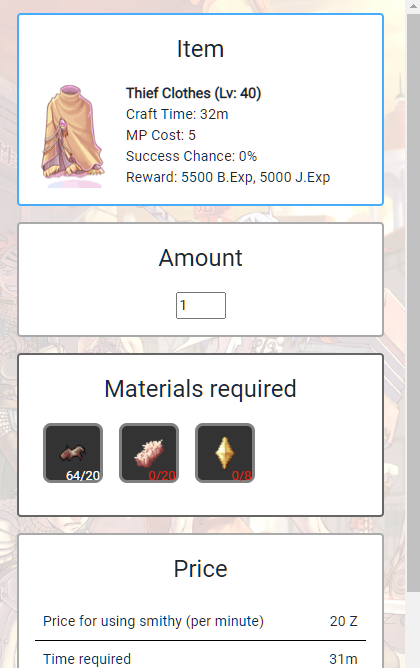 Item
Thief Clothes (Lv: 40)
Craft Time: 32m
MP Cost: 5
Success Chance: 0%
Reward: 5500 B.Exp, 5000 J.Exp
Amount
1
Materials required
64/20 0/20 0/8
Price
Price for using smithy (per minute) 20 Z
Time required 31m